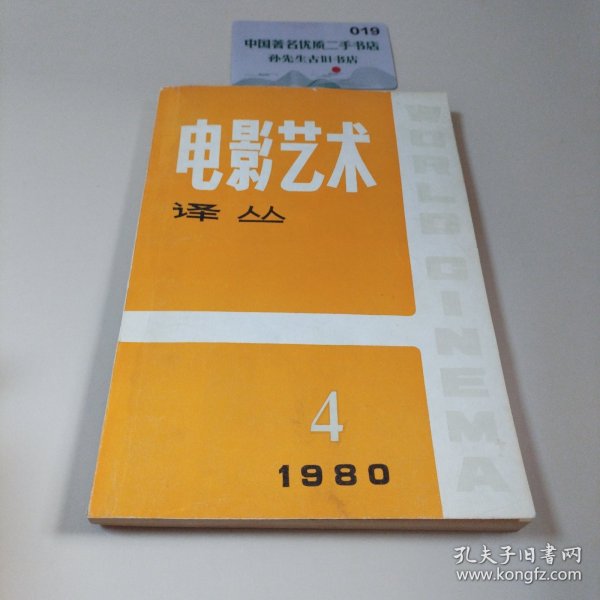 019
中国著名优质二手书店
孙先生古旧书店
电影艺术
译丛
WORLD CINEMA
4
1980
孔夫子旧书网
www.kongfz.com